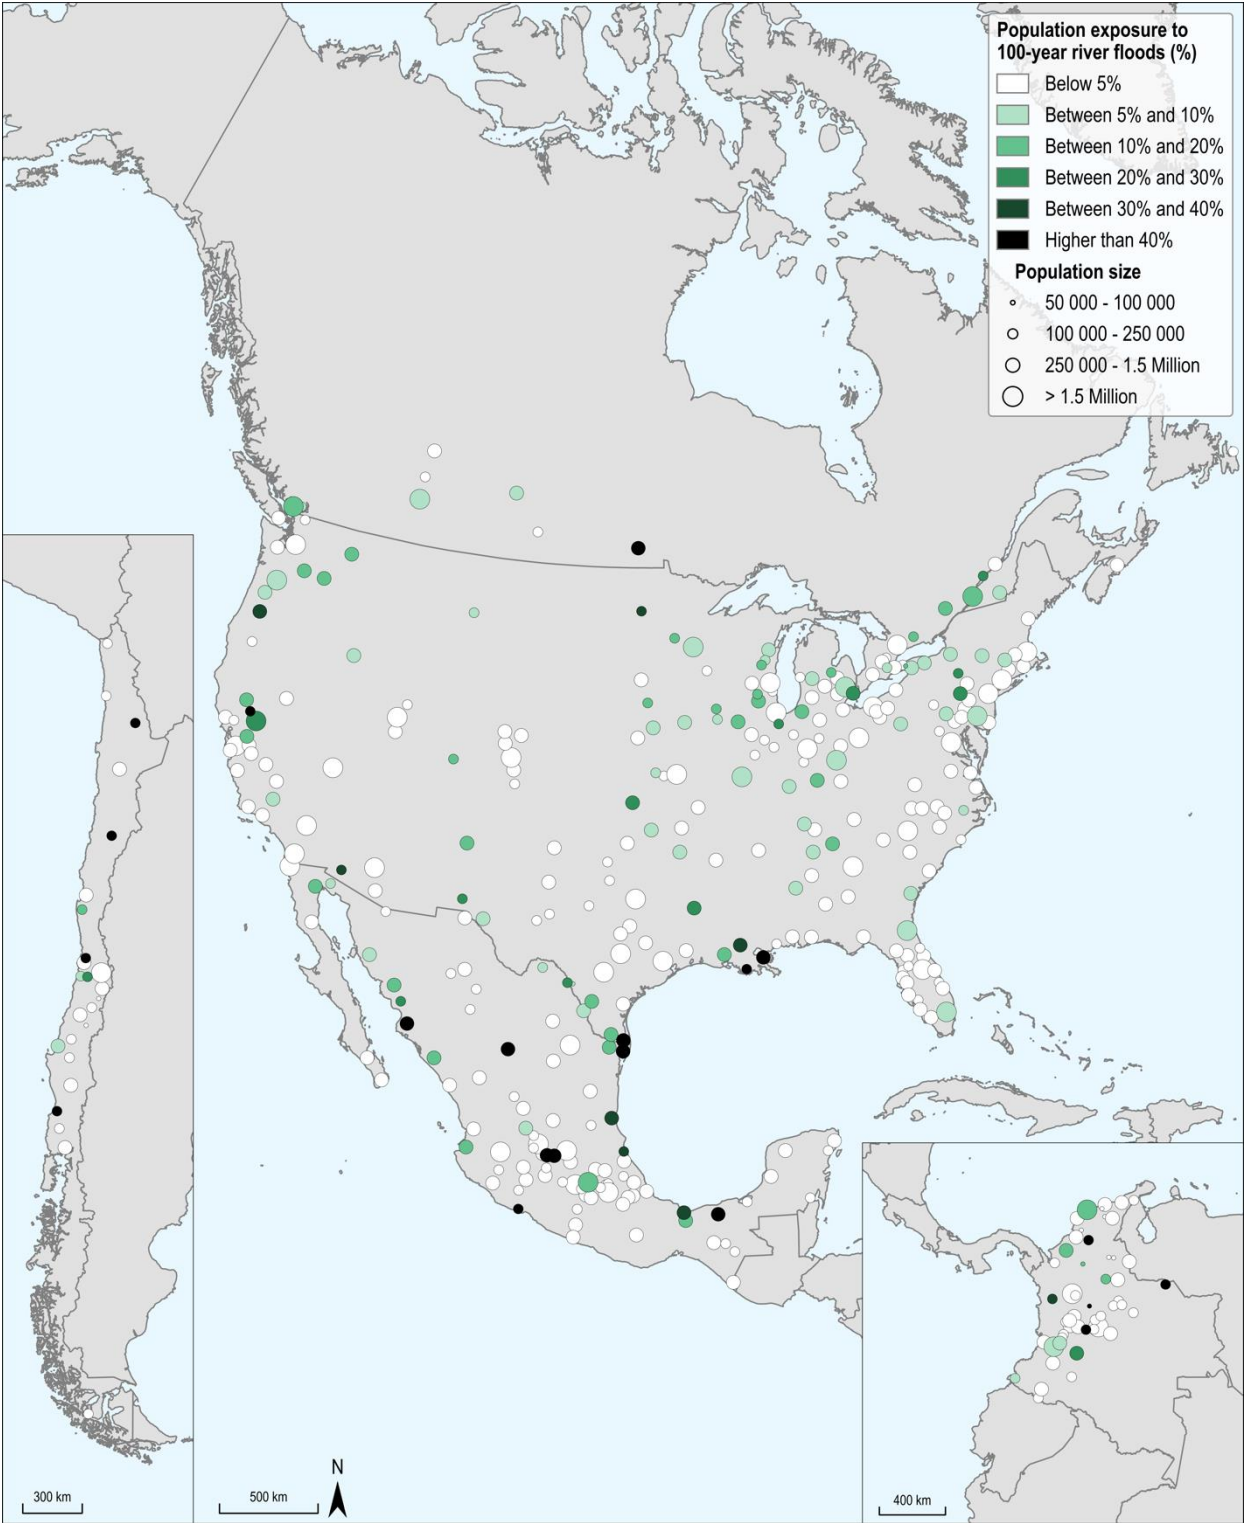 Population exposure to
100-year river floods (%)
Below 5%
Between 5% and 10%
Between 10% and 20%
Between 20% and 30%
Between 30% and 40%
Higher than 40%
Population size
50 000 - 100 000
100 000 - 250 000
250 000 - 1.5 Million
> 1.5 Million
300 km
500 km
N
400 km